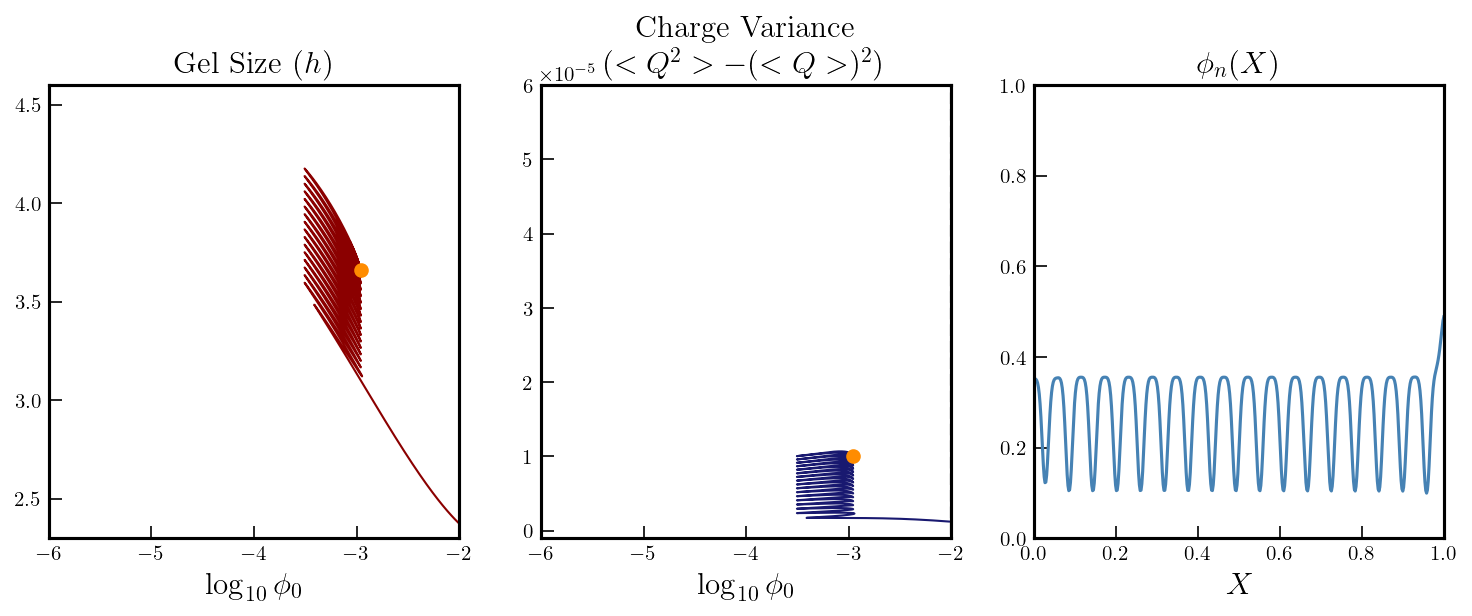 Gel Size (h)
4.5
4.0
3.5
3.0
2.5
−6 −5 −4 −3 −2
log₁₀ ϕ₀
Charge Variance
(< Q² > −(< Q >)²)
×10⁻⁵
6
5
4
3
2
1
0
−6 −5 −4 −3 −2
log₁₀ ϕ₀
ϕₙ(X)
1.0
0.8
0.6
0.4
0.2
0.0
0.0 0.2 0.4 0.6 0.8 1.0
X